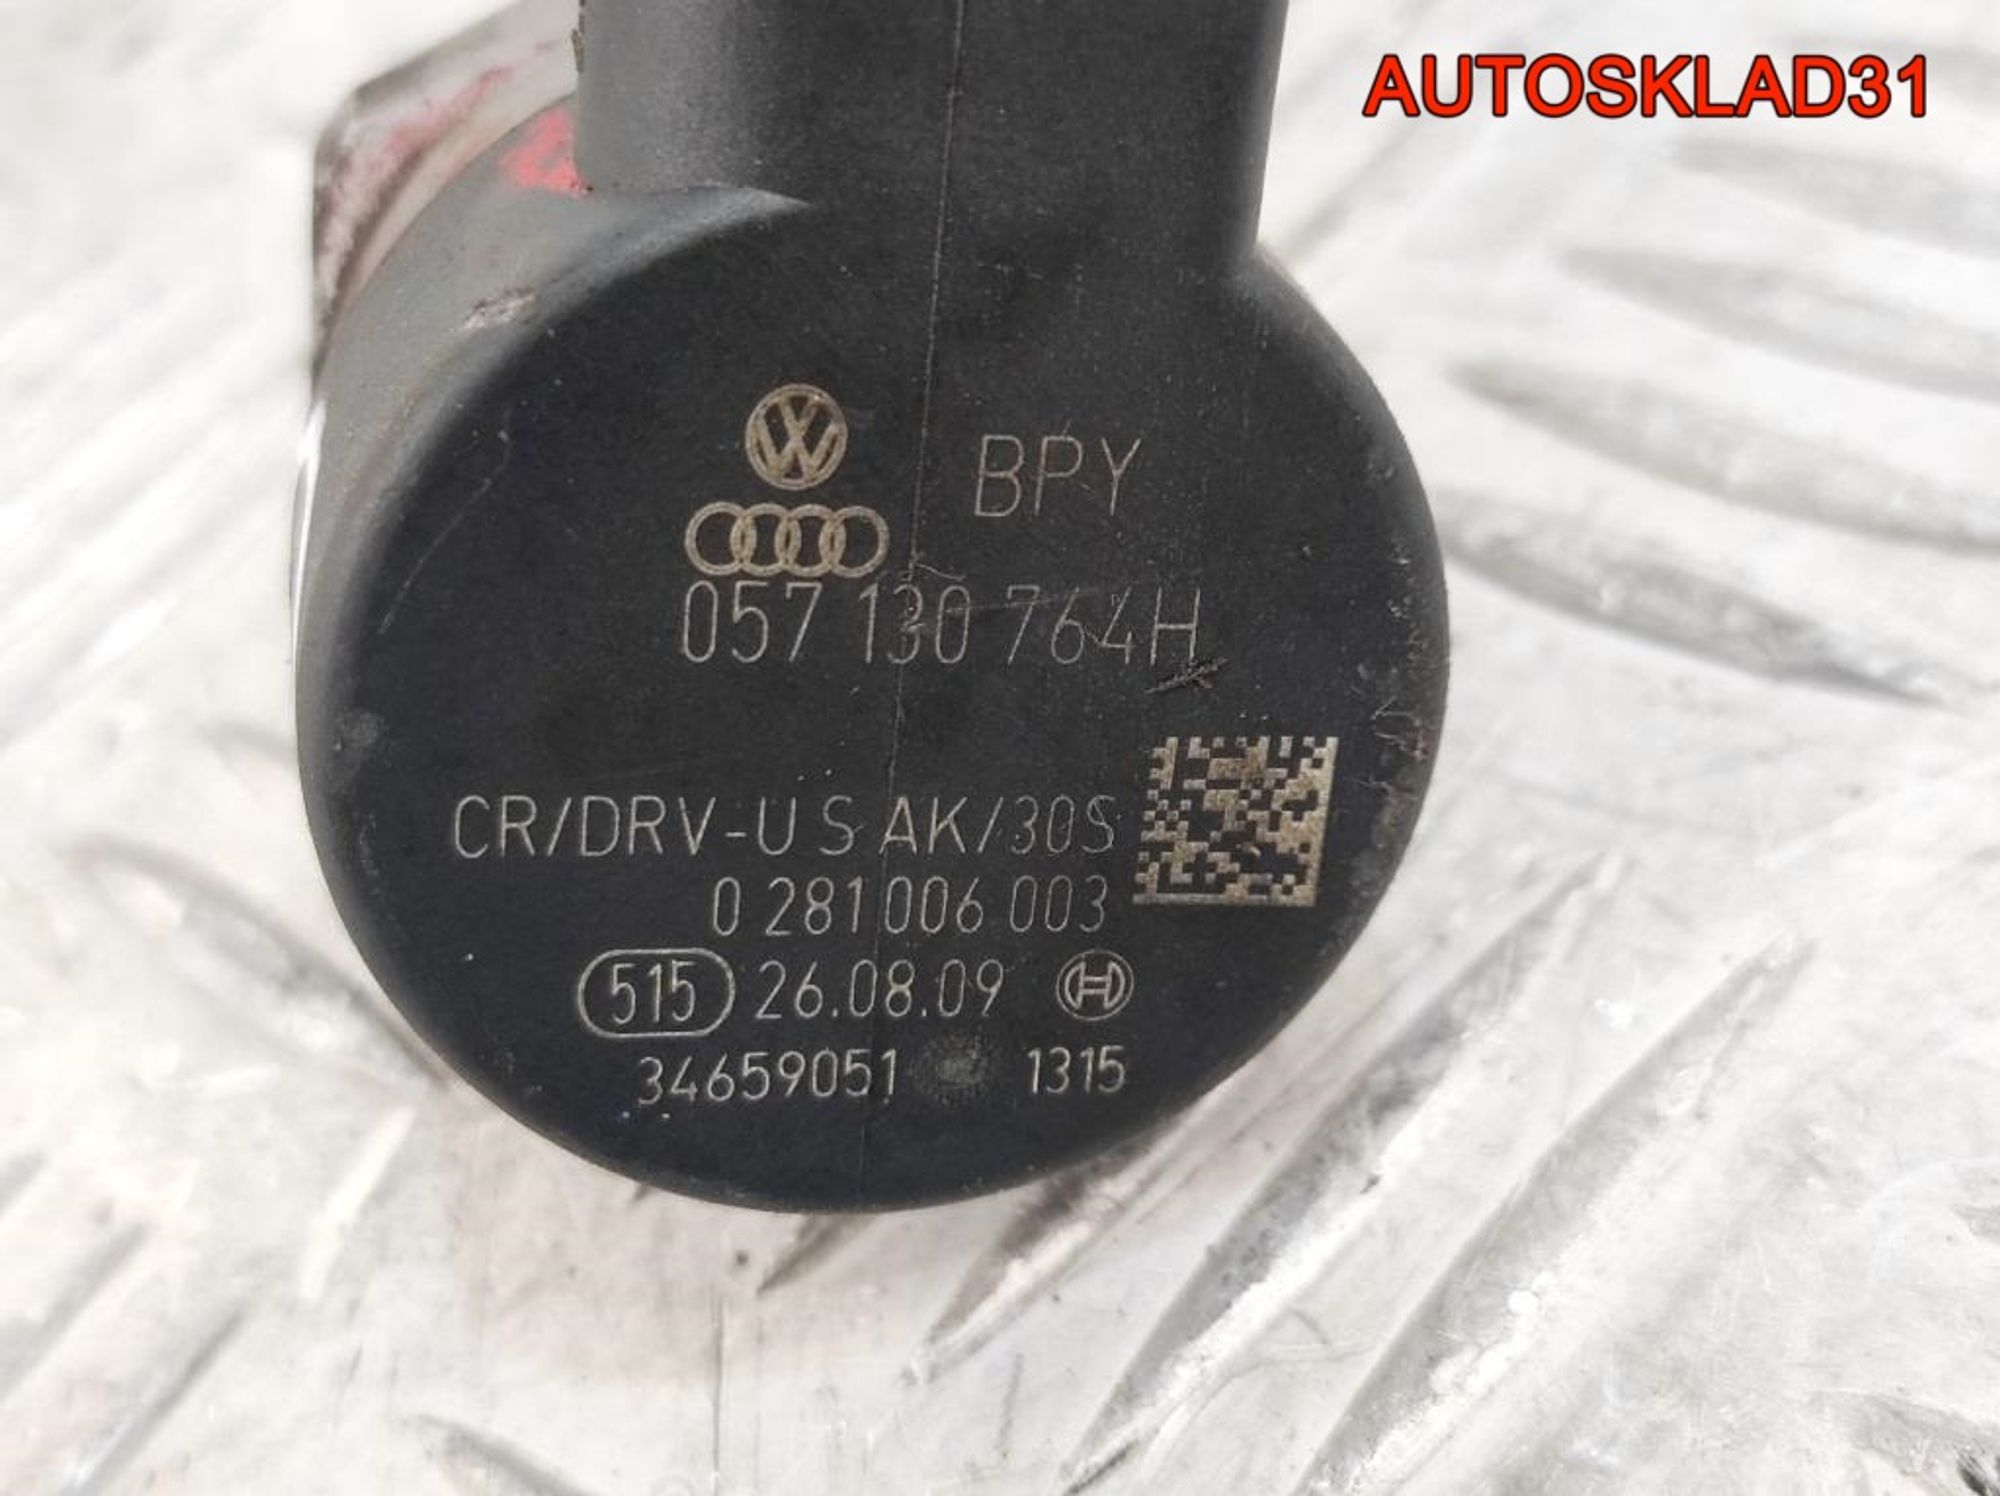 AUTOSKLAD31
BPY
057 130 764H
CR/DRV-U S AK/30S
0 281 006 003
515 26.08.09
34659051 1315